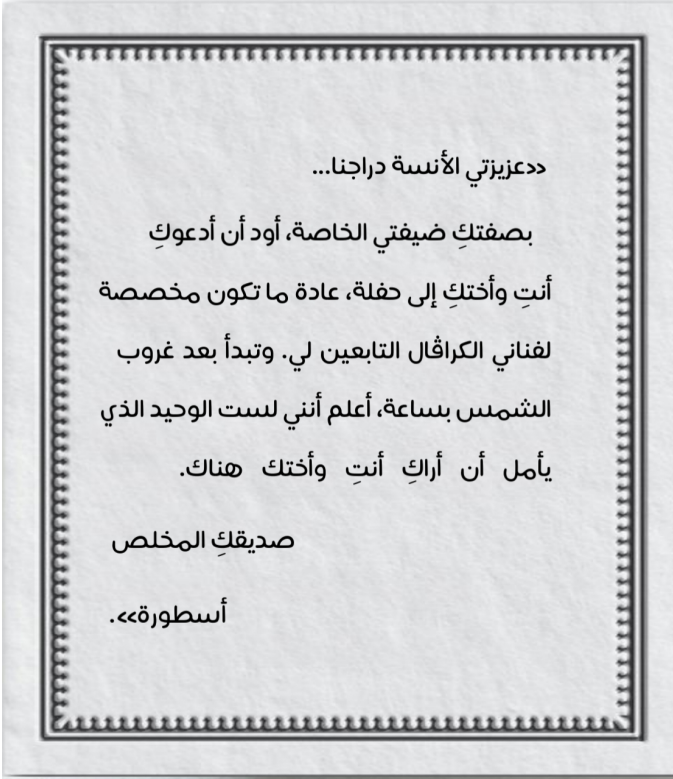 <<عزيزتي الأنسة دراجنا...
بصفتكِ ضيفتي الخاصة، أود أن أدعوكِ
أنتِ وأختكِ إلى حفلة، عادة ما تكون مخصصة
لفناني الكراڤال التابعين لي. وتبدأ بعد غروب
الشمس بساعة، أعلم أنني لست الوحيد الذي
يأمل أن أراكِ أنتِ وأختك هناك.
صديقكِ المخلص
أسطورة>>.